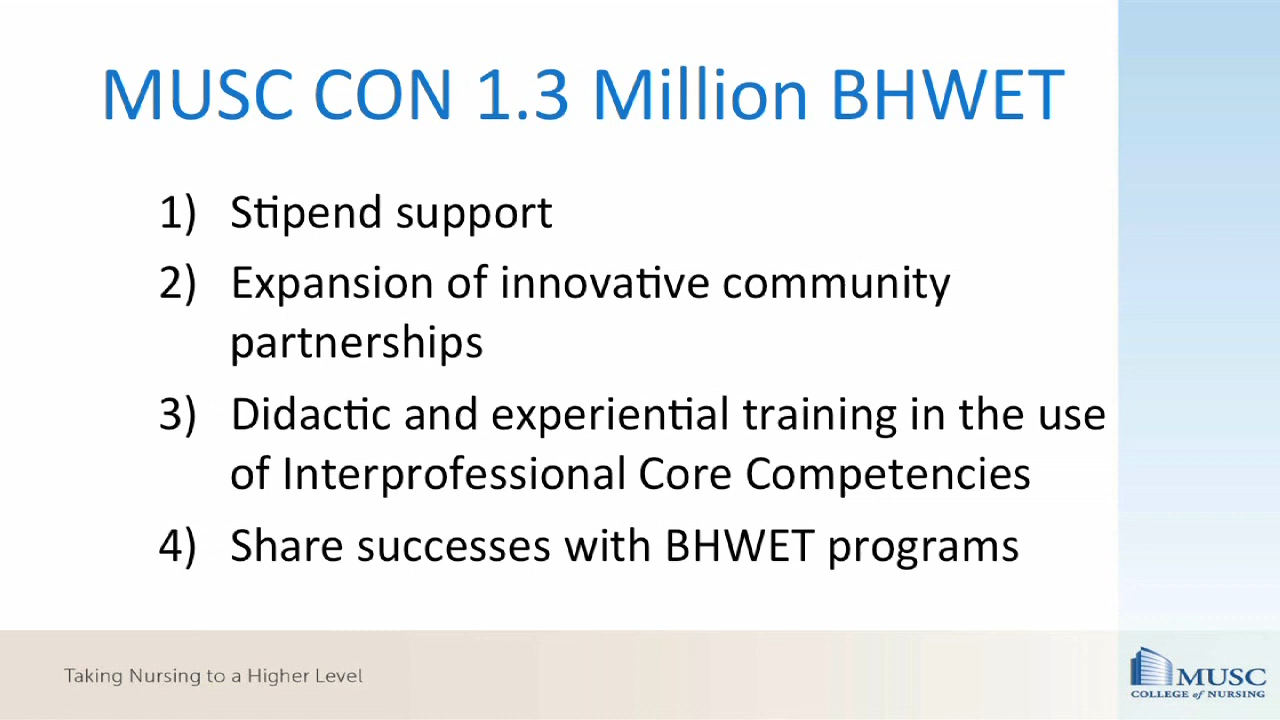 MUSC CON 1.3 Million BHWET
1) Stipend support
2) Expansion of innovative community
partnerships
3) Didactic and experiential training in the use
of Interprofessional Core Competencies
4) Share successes with BHWET programs
Taking Nursing to a Higher Level
MUSC
COLLEGE of NURSING